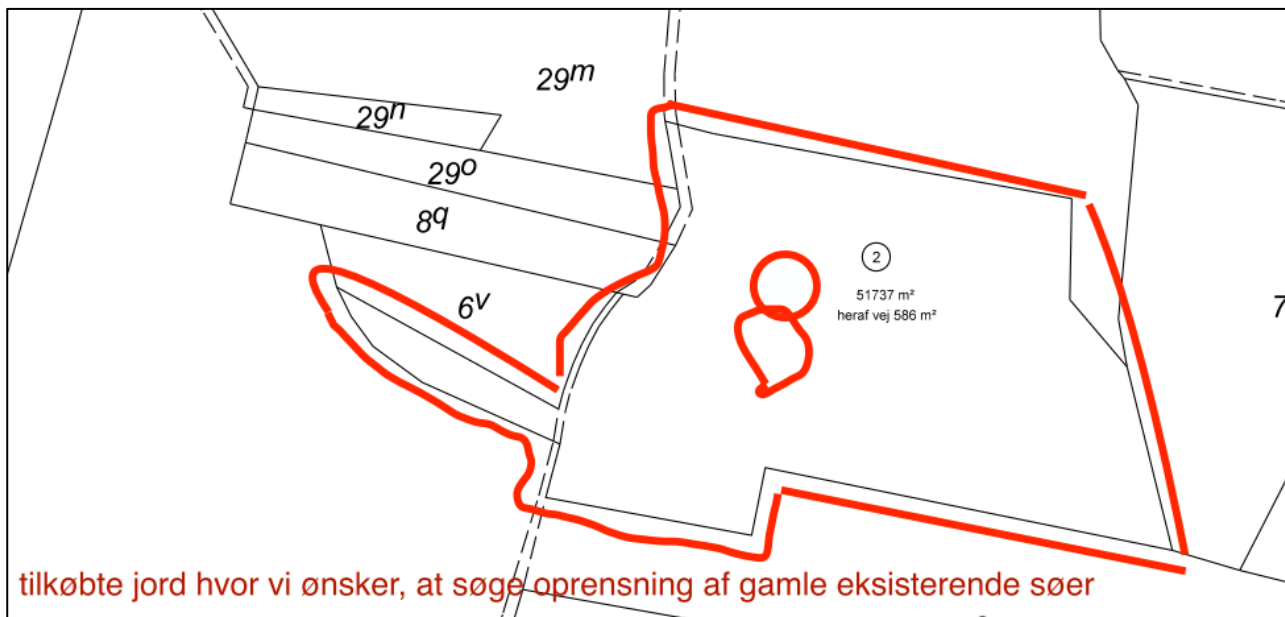 29m
29n
29o
8q
6v
2
51737 m²
heraf vej 586 m²
7
tilkøbte jord hvor vi ønsker, at søge oprensning af gamle eksisterende søer